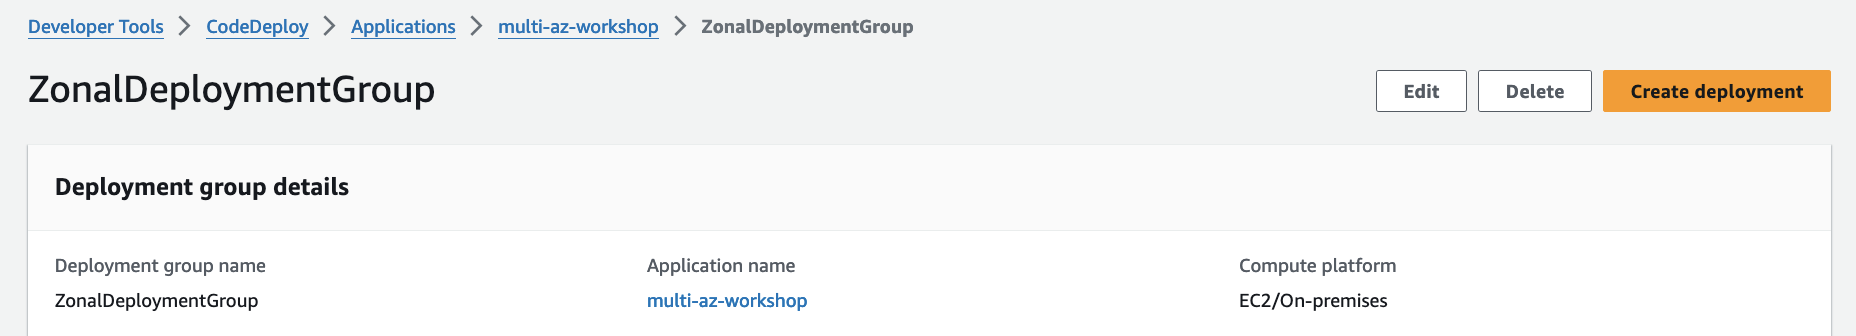 Developer Tools > CodeDeploy > Applications > multi-az-workshop > ZonalDeploymentGroup
ZonalDeploymentGroup
Edit Delete Create deployment
Deployment group details
Deployment group name Application name Compute platform
ZonalDeploymentGroup multi-az-workshop EC2/On-premises